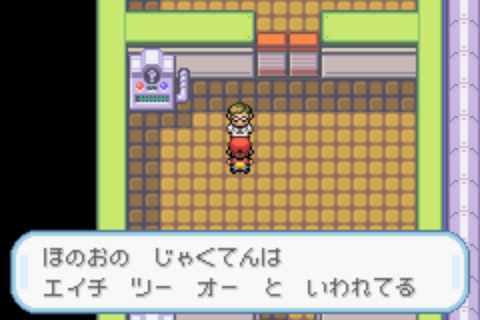 ほのおの　じゃくてんは
エイチ　ツー　オー　と　いわれてる